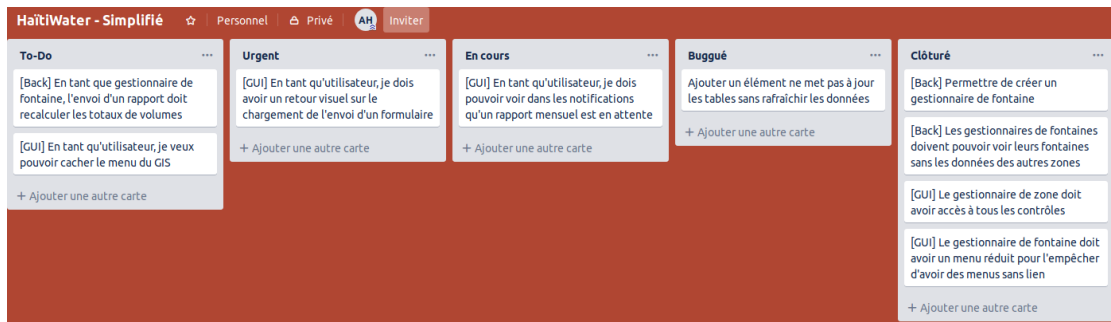 HaïtiWater - Simplifié ☆ Personnel Privé AH Inviter
To-Do ...
[Back] En tant que gestionnaire de
fontaine, l'envoi d'un rapport doit
recalculer les totaux de volumes
[GUI] En tant qu'utilisateur, je veux
pouvoir cacher le menu du GIS
+ Ajouter une autre carte
Urgent ...
[GUI] En tant qu'utilisateur, je dois
avoir un retour visuel sur le
chargement de l'envoi d'un formulaire
+ Ajouter une autre carte
En cours ...
[GUI] En tant qu'utilisateur, je dois
pouvoir voir dans les notifications
qu'un rapport mensuel est en attente
+ Ajouter une autre carte
Buggué ...
Ajouter un élément ne met pas à jour
les tables sans rafraîchir les données
+ Ajouter une autre carte
Clôturé ...
[Back] Permettre de créer un
gestionnaire de fontaine
[Back] Les gestionnaires de fontaines
doivent pouvoir voir leurs fontaines
sans les données des autres zones
[GUI] Le gestionnaire de zone doit
avoir accès à tous les contrôles
[GUI] Le gestionnaire de fontaine doit
avoir un menu réduit pour l'empêcher
d'avoir des menus sans lien
+ Ajouter une autre carte